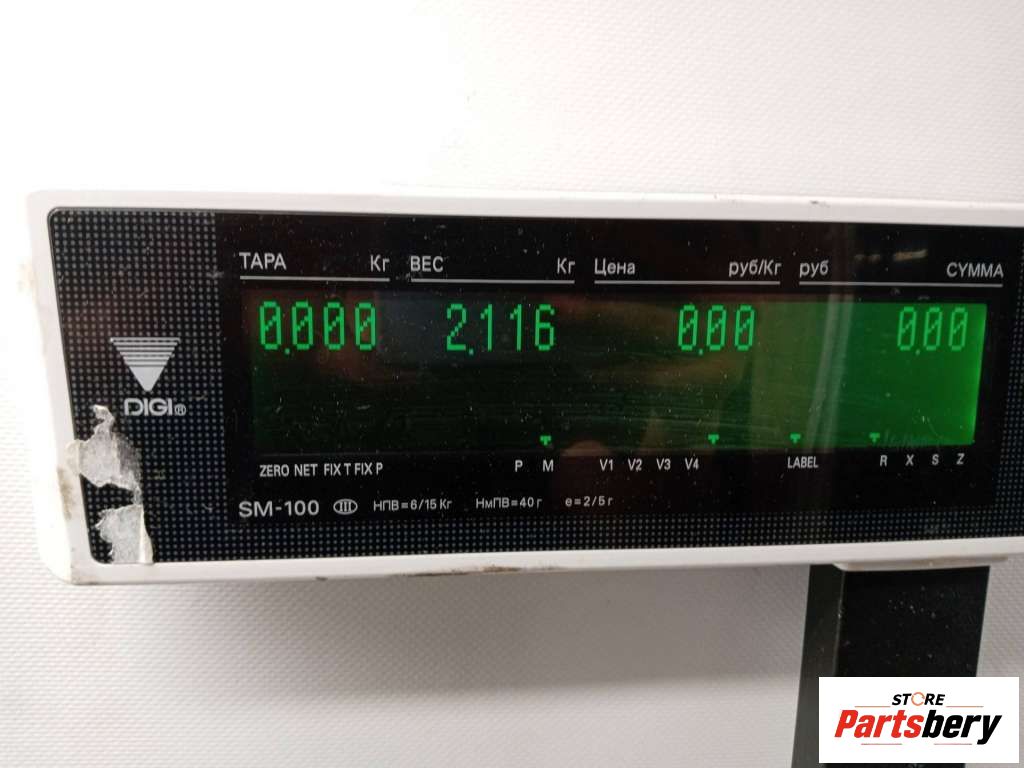 ТАРА Кг ВЕС Кг Цена руб/Кг руб СУММА
0.000 2.116 0.00 0.00
DIGI®
ZERO NET FIX T FIX P P M V1 V2 V3 V4 LABEL R X S Z
SM-100 III НПВ=6/15 Кг НмПВ=40 г e=2/5 г
STORE
Partsbery